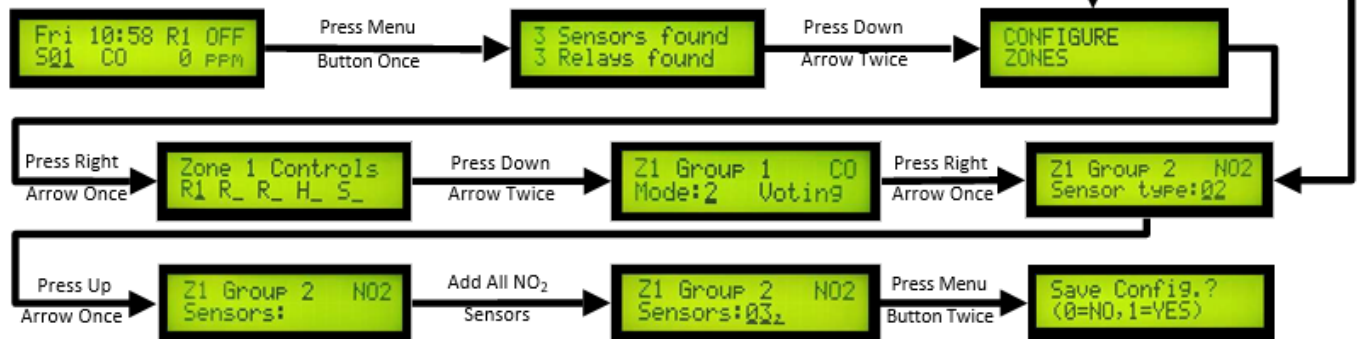 Fri 10:58 R1 OFF
S01 CO 0 PPM
Press Menu
Button Once
3 Sensors found
3 Relays found
Press Down
Arrow Twice
CONFIGURE
ZONES
Press Right
Arrow Once
Zone 1 Controls
R1 R_ R_ H_ S_
Press Down
Arrow Twice
Z1 Group 1 CO
Mode:2 Voting
Press Right
Arrow Once
Z1 Group 2 NO2
Sensor type:02
Press Up
Arrow Once
Z1 Group 2 NO2
Sensors:
Add All NO₂
Sensors
Z1 Group 2 NO2
Sensors:03,
Press Menu
Button Twice
Save Config.?
(0=NO,1=YES)